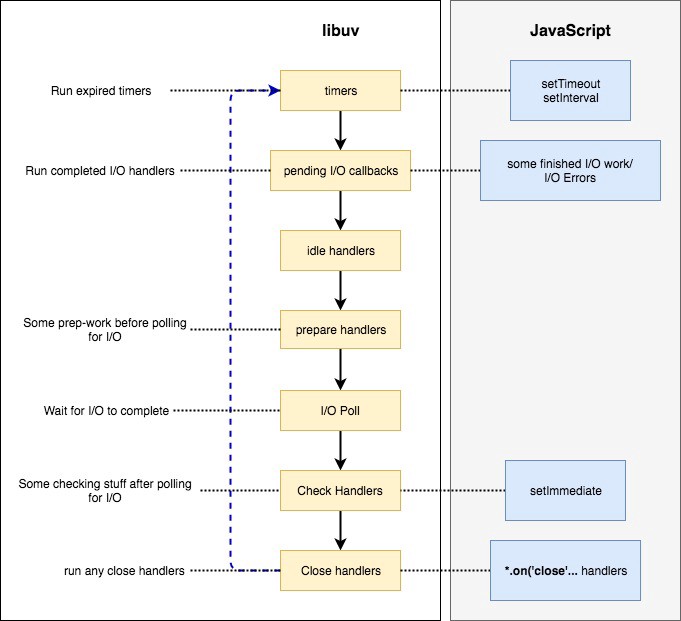 libuv
JavaScript
Run expired timers
timers
setTimeout
setInterval
Run completed I/O handlers
pending I/O callbacks
some finished I/O work/
I/O Errors
idle handlers
Some prep-work before polling
for I/O
prepare handlers
Wait for I/O to complete
I/O Poll
Some checking stuff after polling
for I/O
Check Handlers
setImmediate
run any close handlers
Close handlers
*.on('close'... handlers